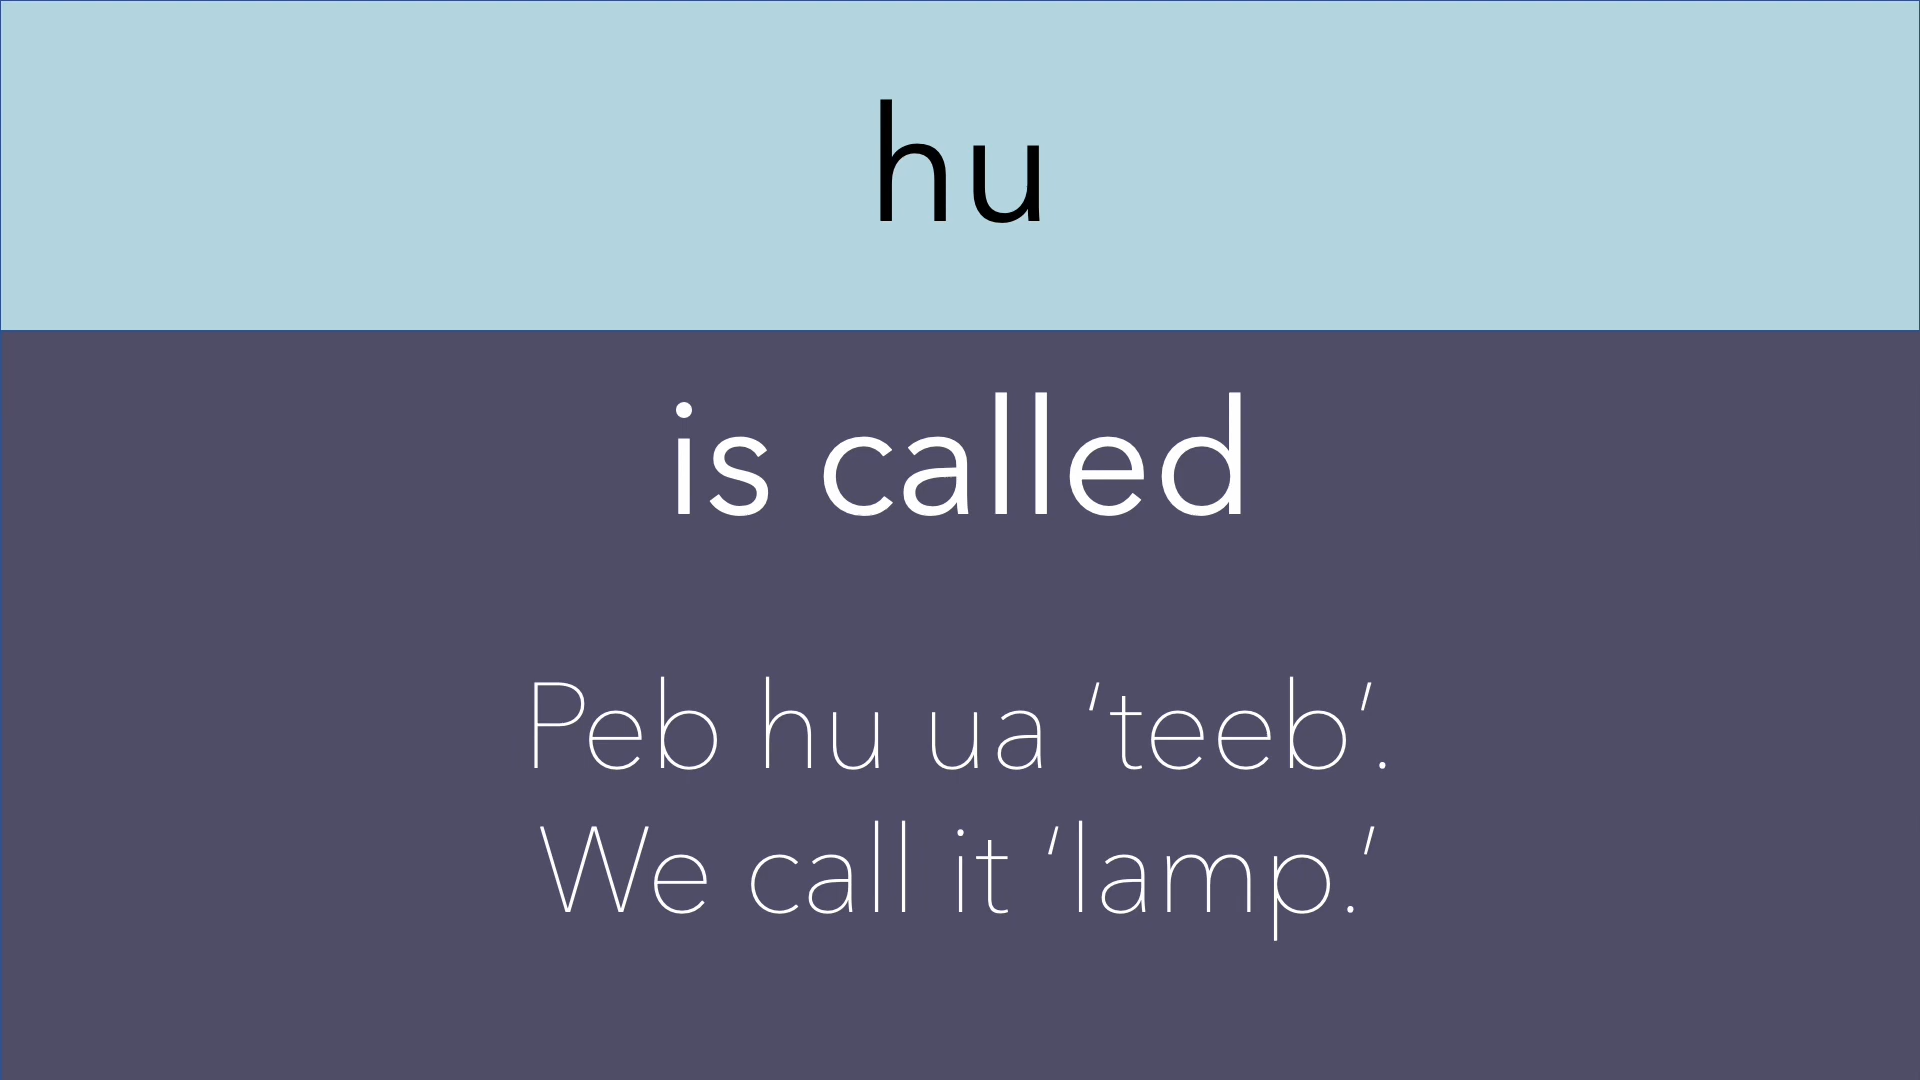 hu
is called
Peb hu ua ‘teeb’.
We call it ‘lamp.’